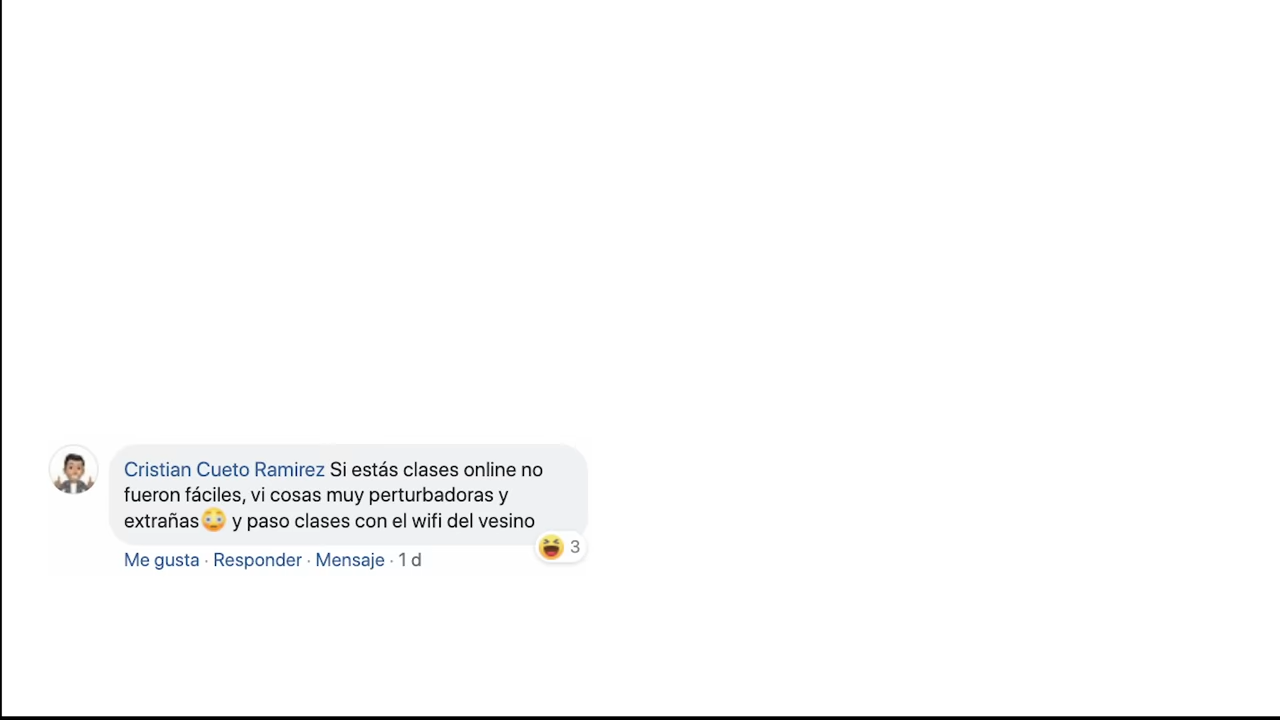 Cristian Cueto Ramirez Si estás clases online no
fueron fáciles, vi cosas muy perturbadoras y
extrañas😳 y paso clases con el wifi del vesino
3
Me gusta · Responder · Mensaje · 1 d